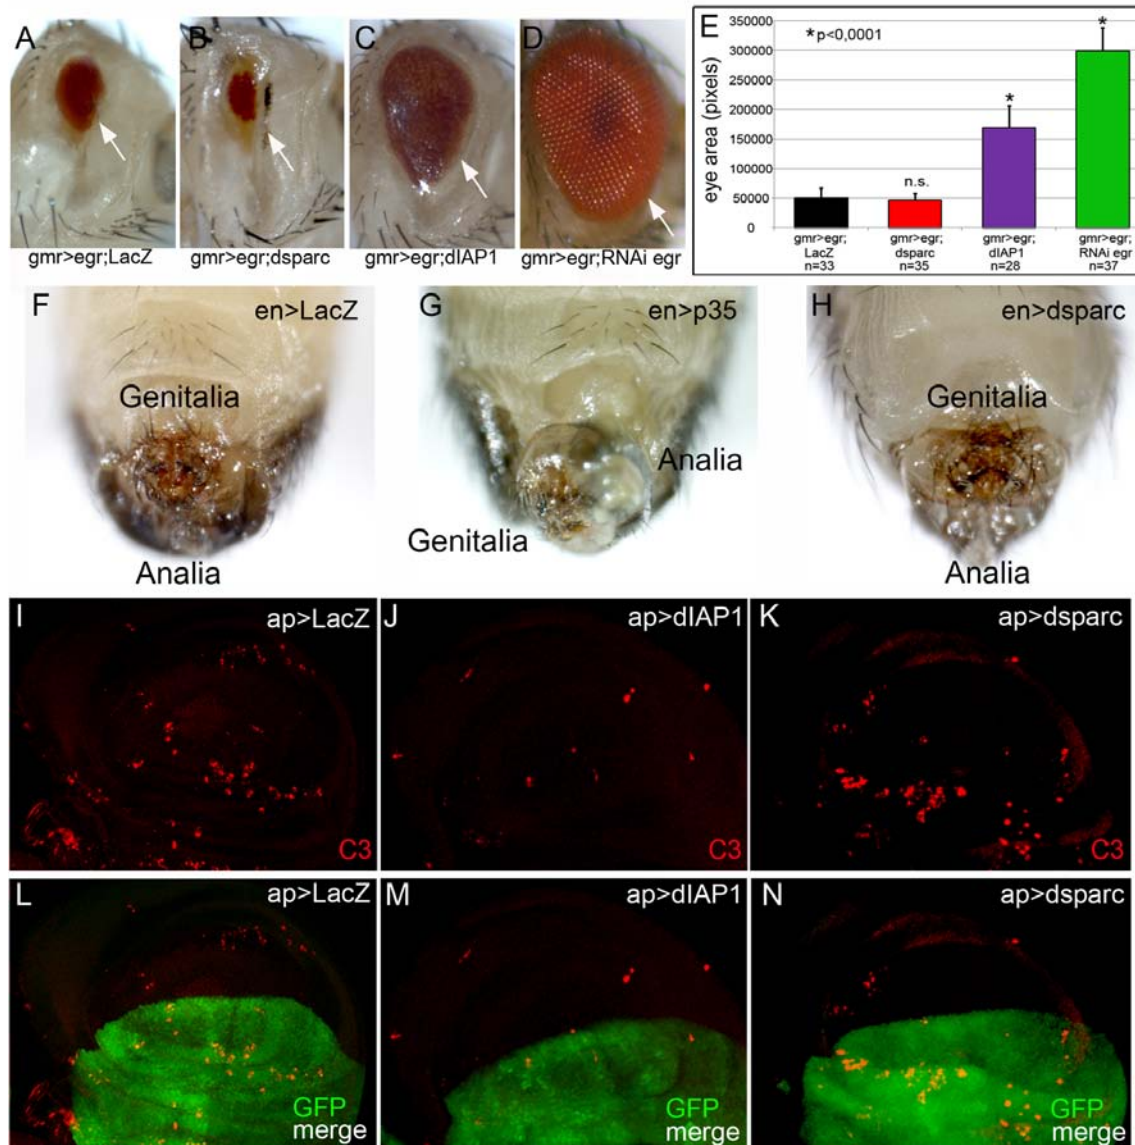 A
B
C
D
gmr>egr;LacZ
gmr>egr;dsparc
gmr>egr;dIAP1
gmr>egr;RNAi egr
E
*p<0,0001
eye area (pixels)
350000
300000
250000
200000
150000
100000
50000
0
n.s.
*
*
gmr>egr;
LacZ
n=33
gmr>egr;
dsparc
n=35
gmr>egr;
dIAP1
n=28
gmr>egr;
RNAi egr
n=37
F
en>LacZ
Genitalia
Analia
G
en>p35
Analia
Genitalia
H
en>dsparc
Genitalia
Analia
I
ap>LacZ
C3
J
ap>dIAP1
C3
K
ap>dsparc
C3
L
ap>LacZ
GFP
merge
M
ap>dIAP1
GFP
merge
N
ap>dsparc
GFP
merge